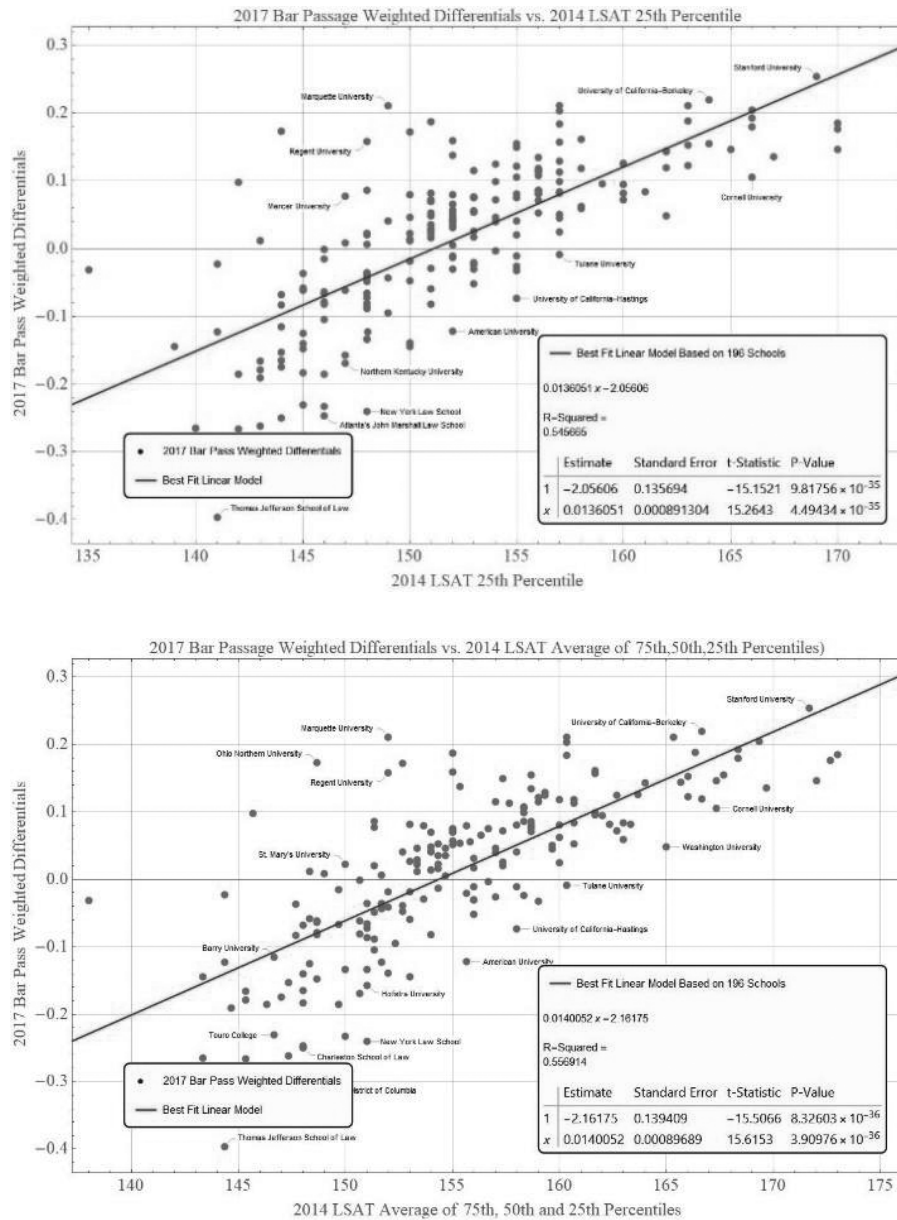 2017 Bar Passage Weighted Differentials vs. 2014 LSAT 25th Percentile
0.3
Stanford University
University of California-Berkeley
Marquette University
0.2
Regent University
0.1
Mercer University
Cornell University
0.0
Tulane University
University of California-Hastings
-0.1
American University
Northern Kentucky University
-0.2
New York Law School
Atlanta's John Marshall Law School
-0.3
Thomas Jefferson School of Law
-0.4
2017 Bar Pass Weighted Differentials
2017 Bar Pass Weighted Differentials
Best Fit Linear Model
Best Fit Linear Model Based on 196 Schools
0.0136051 x - 2.05606
R-Squared =
0.545665
Estimate Standard Error t-Statistic P-Value
1 -2.05606 0.135694 -15.1521 9.81756 × 10-35
x 0.0136051 0.000891304 15.2643 4.49434 × 10-35
135 140 145 150 155 160 165 170
2014 LSAT 25th Percentile
2017 Bar Passage Weighted Differentials vs. 2014 LSAT Average of 75th,50th,25th Percentiles)
0.3
Stanford University
University of California-Berkeley
Marquette University
0.2
Ohio Northern University
Regent University
0.1
Cornell University
St. Mary's University
Washington University
0.0
Tulane University
University of California-Hastings
-0.1
Barry University
American University
Hofstra University
-0.2
Touro College
New York Law School
Charleston School of Law
-0.3
District of Columbia
Thomas Jefferson School of Law
-0.4
2017 Bar Pass Weighted Differentials
2017 Bar Pass Weighted Differentials
Best Fit Linear Model
Best Fit Linear Model Based on 196 Schools
0.0140052 x - 2.16175
R-Squared =
0.556914
Estimate Standard Error t-Statistic P-Value
1 -2.16175 0.139409 -15.5066 8.32603 × 10-36
x 0.0140052 0.00089689 15.6153 3.90976 × 10-36
140 145 150 155 160 165 170 175
2014 LSAT Average of 75th, 50th and 25th Percentiles